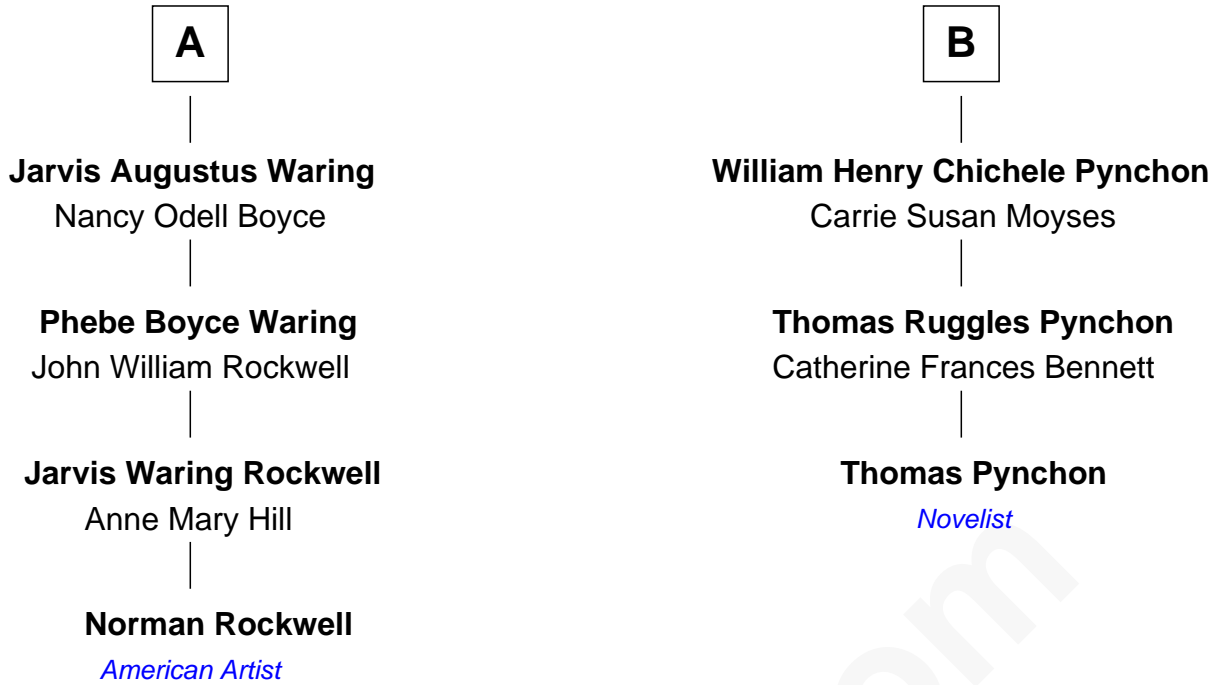 A
Jarvis Augustus Waring
Nancy Odell Boyce
Phebe Boyce Waring
John William Rockwell
Jarvis Waring Rockwell
Anne Mary Hill
Norman Rockwell
American Artist
B
William Henry Chichele Pynchon
Carrie Susan Moyses
Thomas Ruggles Pynchon
Catherine Frances Bennett
Thomas Pynchon
Novelist
om